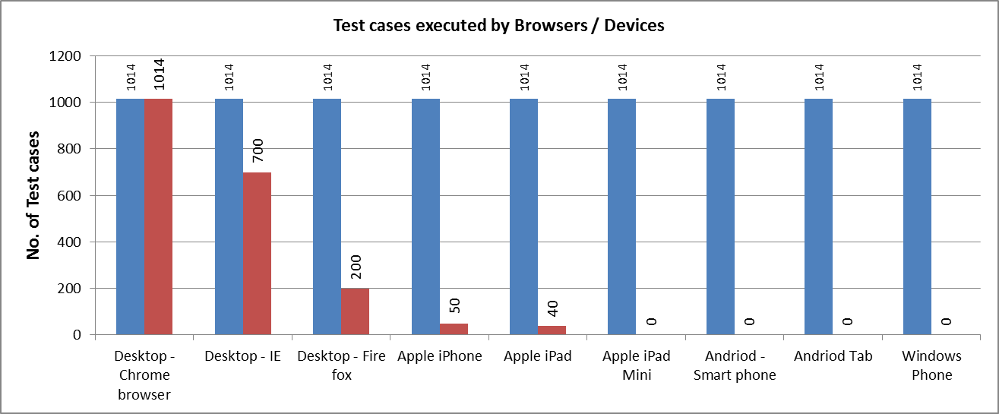 Test cases executed by Browsers / Devices
No. of Test cases
1200
1000
800
600
400
200
0
1014
1014
1014
700
1014
200
1014
50
1014
40
1014
0
1014
0
1014
0
1014
0
Desktop -
Chrome
browser
Desktop - IE
Desktop - Fire
fox
Apple iPhone
Apple iPad
Apple iPad
Mini
Andriod -
Smart phone
Andriod Tab
Windows
Phone